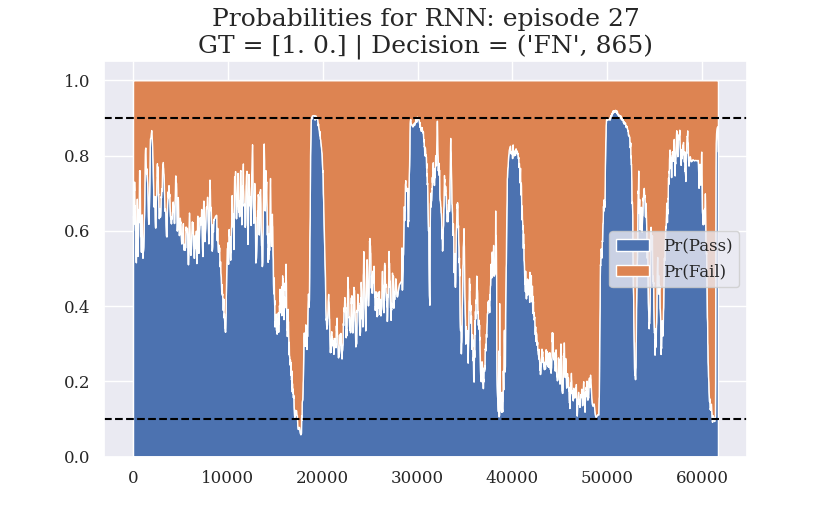 Probabilities for RNN: episode 27
GT = [1. 0.] | Decision = ('FN', 865)
1.0
0.8
0.6
0.4
0.2
0.0
Pr(Pass)
Pr(Fail)
0 10000 20000 30000 40000 50000 60000